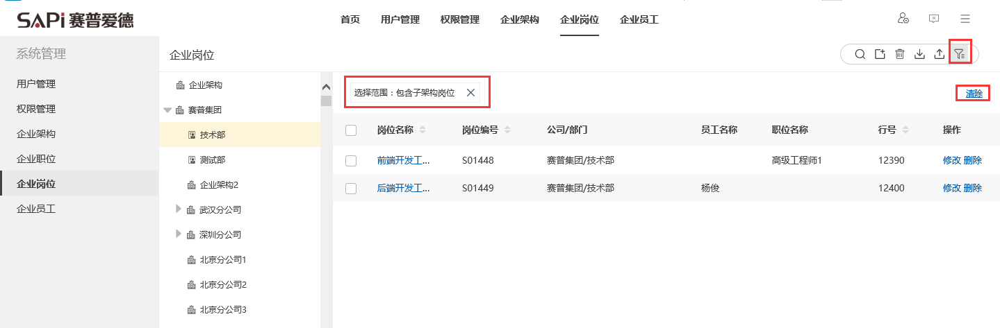 SAPi 赛普爱德
首页 用户管理 权限管理 企业架构 企业岗位 企业员工
系统管理
用户管理
权限管理
企业架构
企业职位
企业岗位
企业员工
企业岗位
企业架构
赛普集团
技术部
测试部
企业架构2
武汉分公司
深圳分公司
北京分公司1
北京分公司2
北京分公司3
选择范围：包含子架构岗位
清除
岗位名称 岗位编号 公司/部门 员工名称 职位名称 行号 操作
前端开发工... S01448 赛普集团/技术部 高级工程师1 12390 修改 删除
后端开发工... S01449 赛普集团/技术部 杨俊 12400 修改 删除